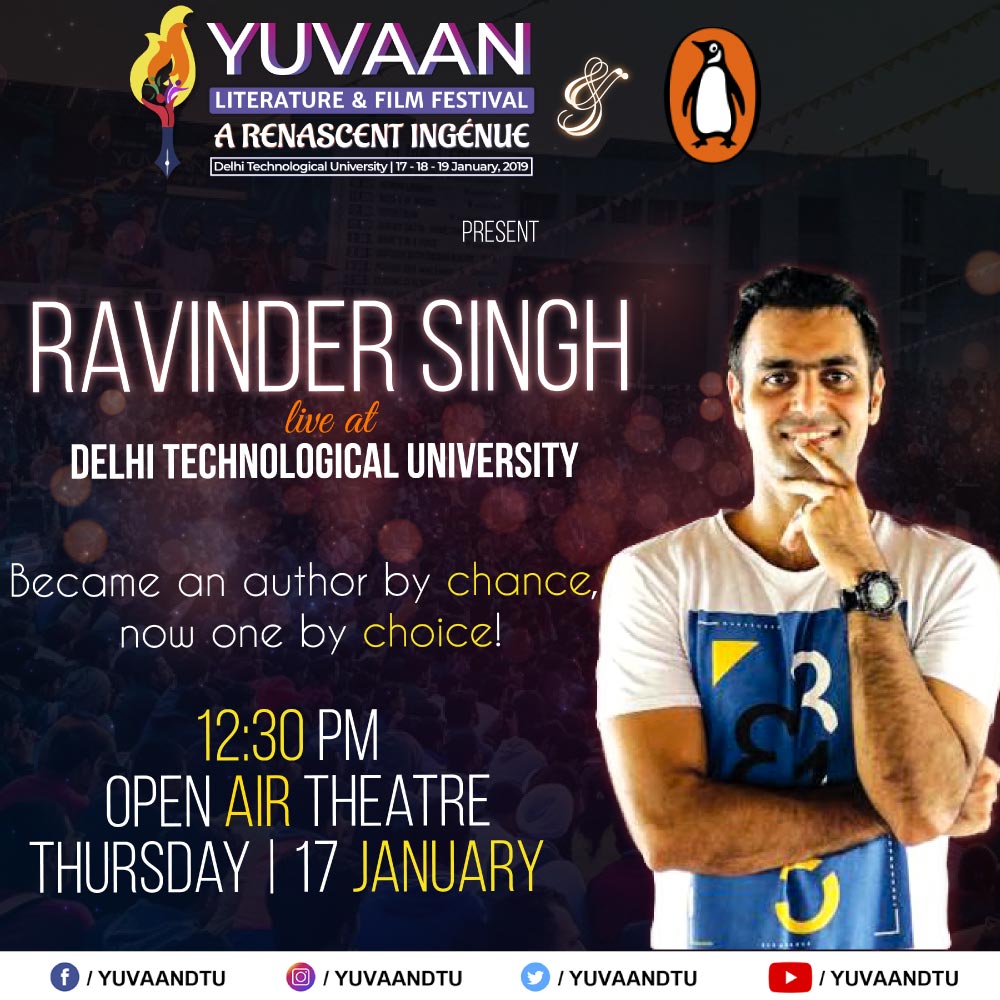 YUVAAN
LITERATURE & FILM FESTIVAL
A RENASCENT INGÉNUE
Delhi Technological University | 17 - 18 - 19 January, 2019
PRESENT
RAVINDER SINGH
live at
DELHI TECHNOLOGICAL UNIVERSITY
Became an author by chance,
now one by choice!
12:30 PM
OPEN AIR THEATRE
THURSDAY | 17 JANUARY
/ YUVAANDTU
/ YUVAANDTU
/ YUVAANDTU
/ YUVAANDTU